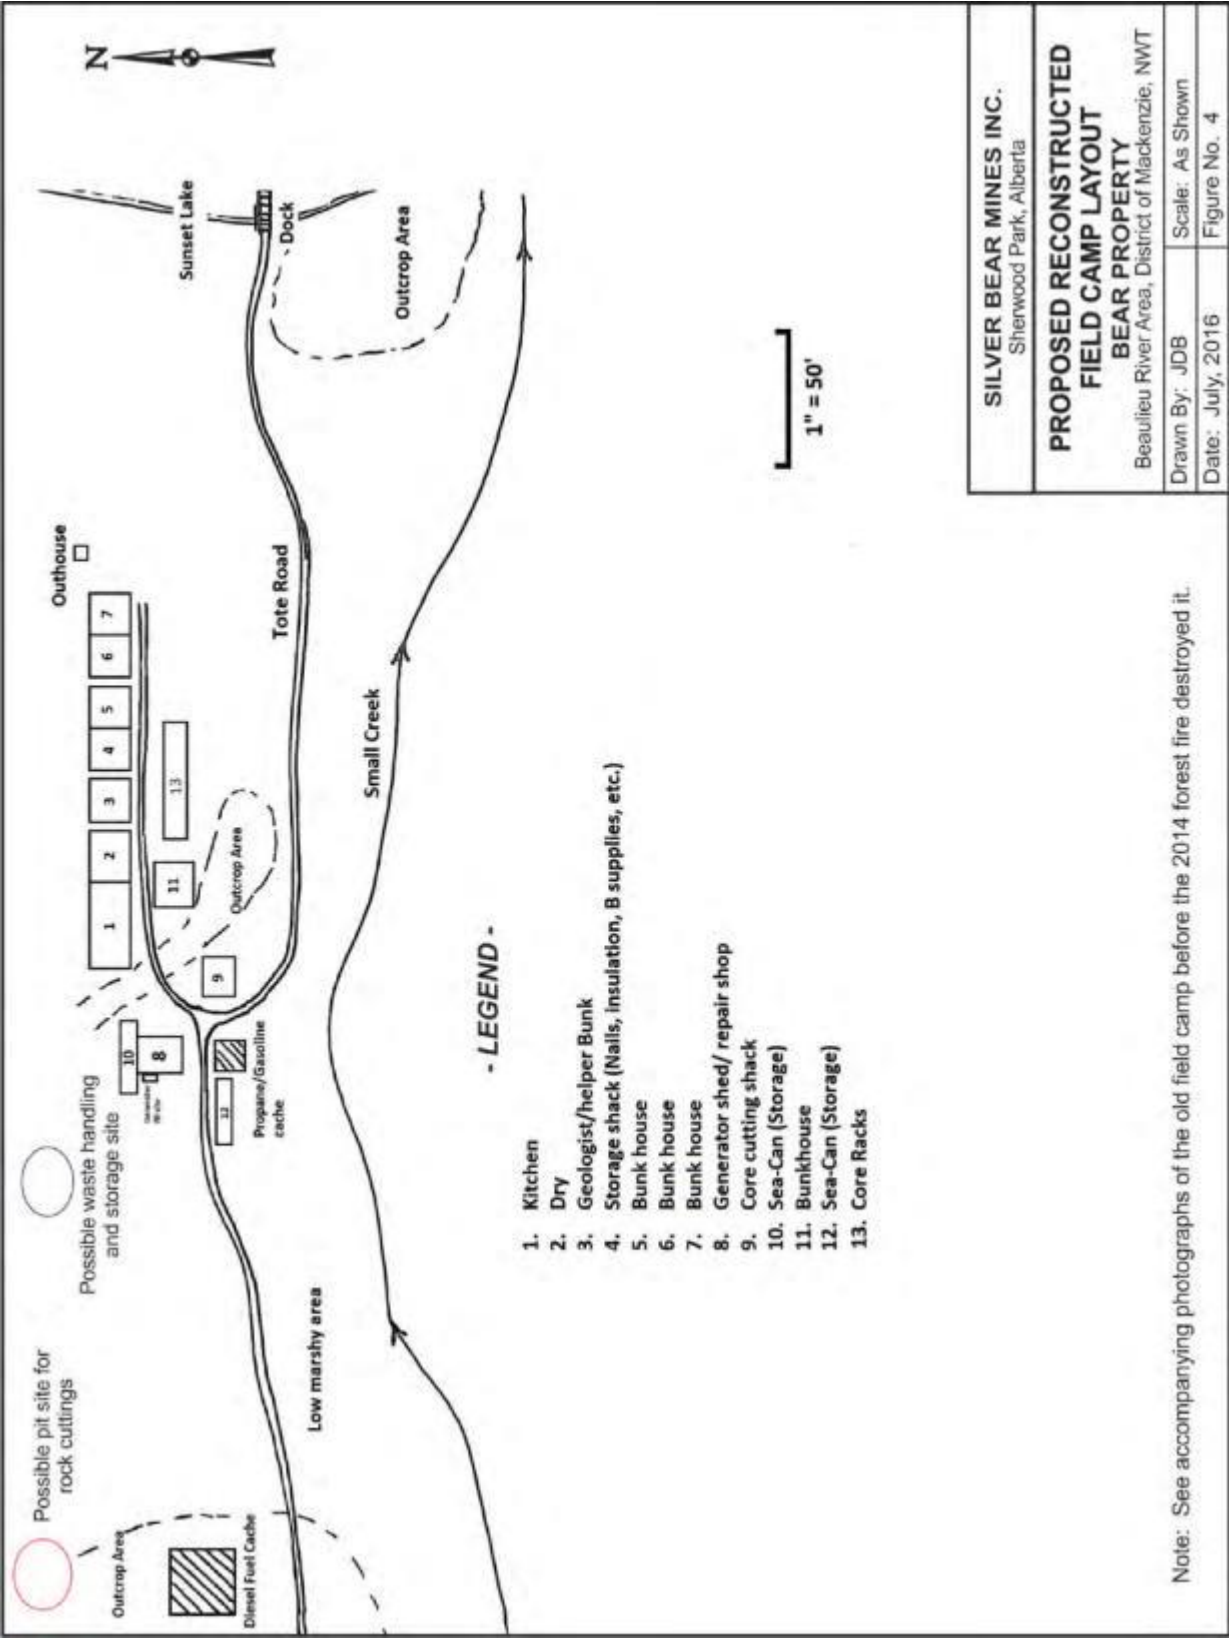 N
Sunset Lake
Dock
Outcrop Area
Outhouse
Tote Road
Small Creek
1
2
3
4
5
6
7
13
11
Outcrop Area
9
10
8
12
Propane/Gasoline
cache
Possible waste handling
and storage site
Possible pit site for
rock cuttings
Low marshy area
Outcrop Area
Diesel Fuel Cache
- LEGEND -
1. Kitchen
2. Dry
3. Geologist/helper Bunk
4. Storage shack (Nails, insulation, B supplies, etc.)
5. Bunk house
6. Bunk house
7. Bunk house
8. Generator shed/ repair shop
9. Core cutting shack
10. Sea-Can (Storage)
11. Bunkhouse
12. Sea-Can (Storage)
13. Core Racks
1" = 50'
Note: See accompanying photographs of the old field camp before the 2014 forest fire destroyed it.
SILVER BEAR MINES INC.
Sherwood Park, Alberta
PROPOSED RECONSTRUCTED
FIELD CAMP LAYOUT
BEAR PROPERTY
Beaulieu River Area, District of Mackenzie, NWT
Drawn By: JDB
Scale: As Shown
Date: July, 2016
Figure No. 4